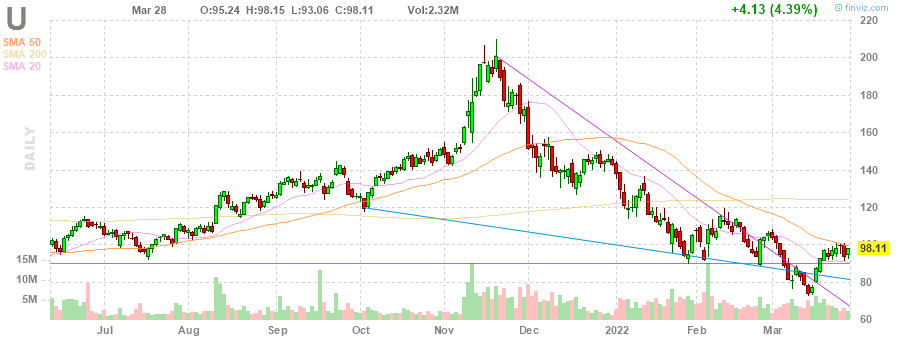 U
Mar 28 O:95.24 H:98.15 L:93.06 C:98.11 Vol:2.32M
+4.13 (4.39%)
© finviz.com
SMA 50
SMA 200
SMA 20
DAILY
220
200
180
160
140
120
98.11
80
60
15M
10M
5M
Jul Aug Sep Oct Nov Dec 2022 Feb Mar